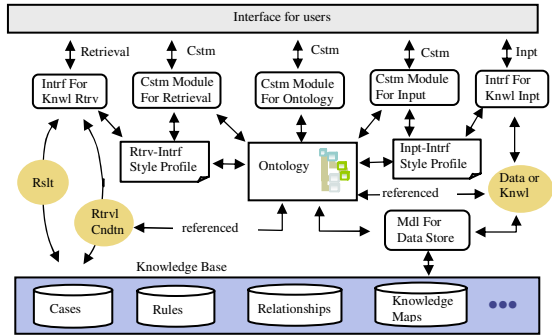 Interface for users
Retrieval
Cstm
Cstm
Cstm
Inpt
Intrf For
Knwl Rtrv
Cstm Module
For Retrieval
Cstm Module
For Ontology
Cstm Module
For Input
Intrf For
Knwl Inpt
Rtrv-Intrf
Style Profile
Ontology
Inpt-Intrf
Style Profile
Rslt
Rtrvl
Cndtn
referenced
referenced
Data or
Knwl
Mdl For
Data Store
Knowledge Base
Cases
Rules
Relationships
Knowledge
Maps